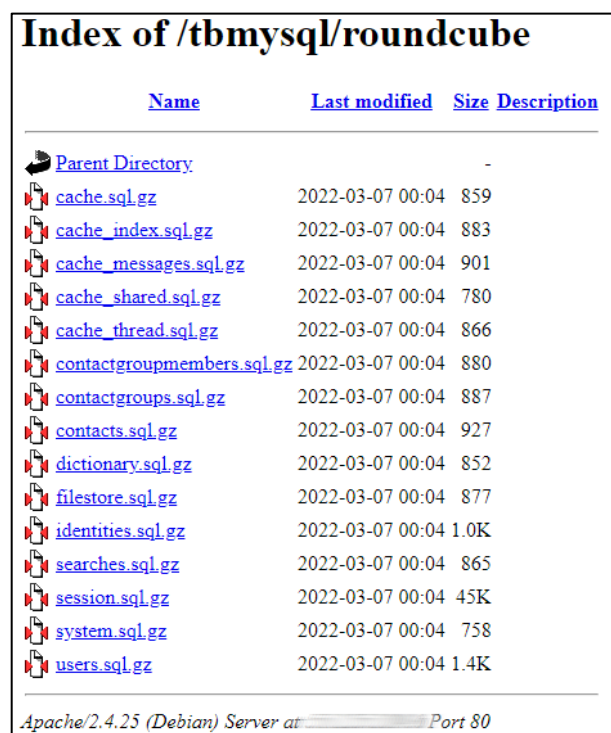 Index of /tbmysql/roundcube
Name Last modified Size Description
Parent Directory -
cache.sql.gz 2022-03-07 00:04 859
cache_index.sql.gz 2022-03-07 00:04 883
cache_messages.sql.gz 2022-03-07 00:04 901
cache_shared.sql.gz 2022-03-07 00:04 780
cache_thread.sql.gz 2022-03-07 00:04 866
contactgroupmembers.sql.gz 2022-03-07 00:04 880
contactgroups.sql.gz 2022-03-07 00:04 887
contacts.sql.gz 2022-03-07 00:04 927
dictionary.sql.gz 2022-03-07 00:04 852
filestore.sql.gz 2022-03-07 00:04 877
identities.sql.gz 2022-03-07 00:04 1.0K
searches.sql.gz 2022-03-07 00:04 865
session.sql.gz 2022-03-07 00:04 45K
system.sql.gz 2022-03-07 00:04 758
users.sql.gz 2022-03-07 00:04 1.4K
Apache/2.4.25 (Debian) Server at Port 80